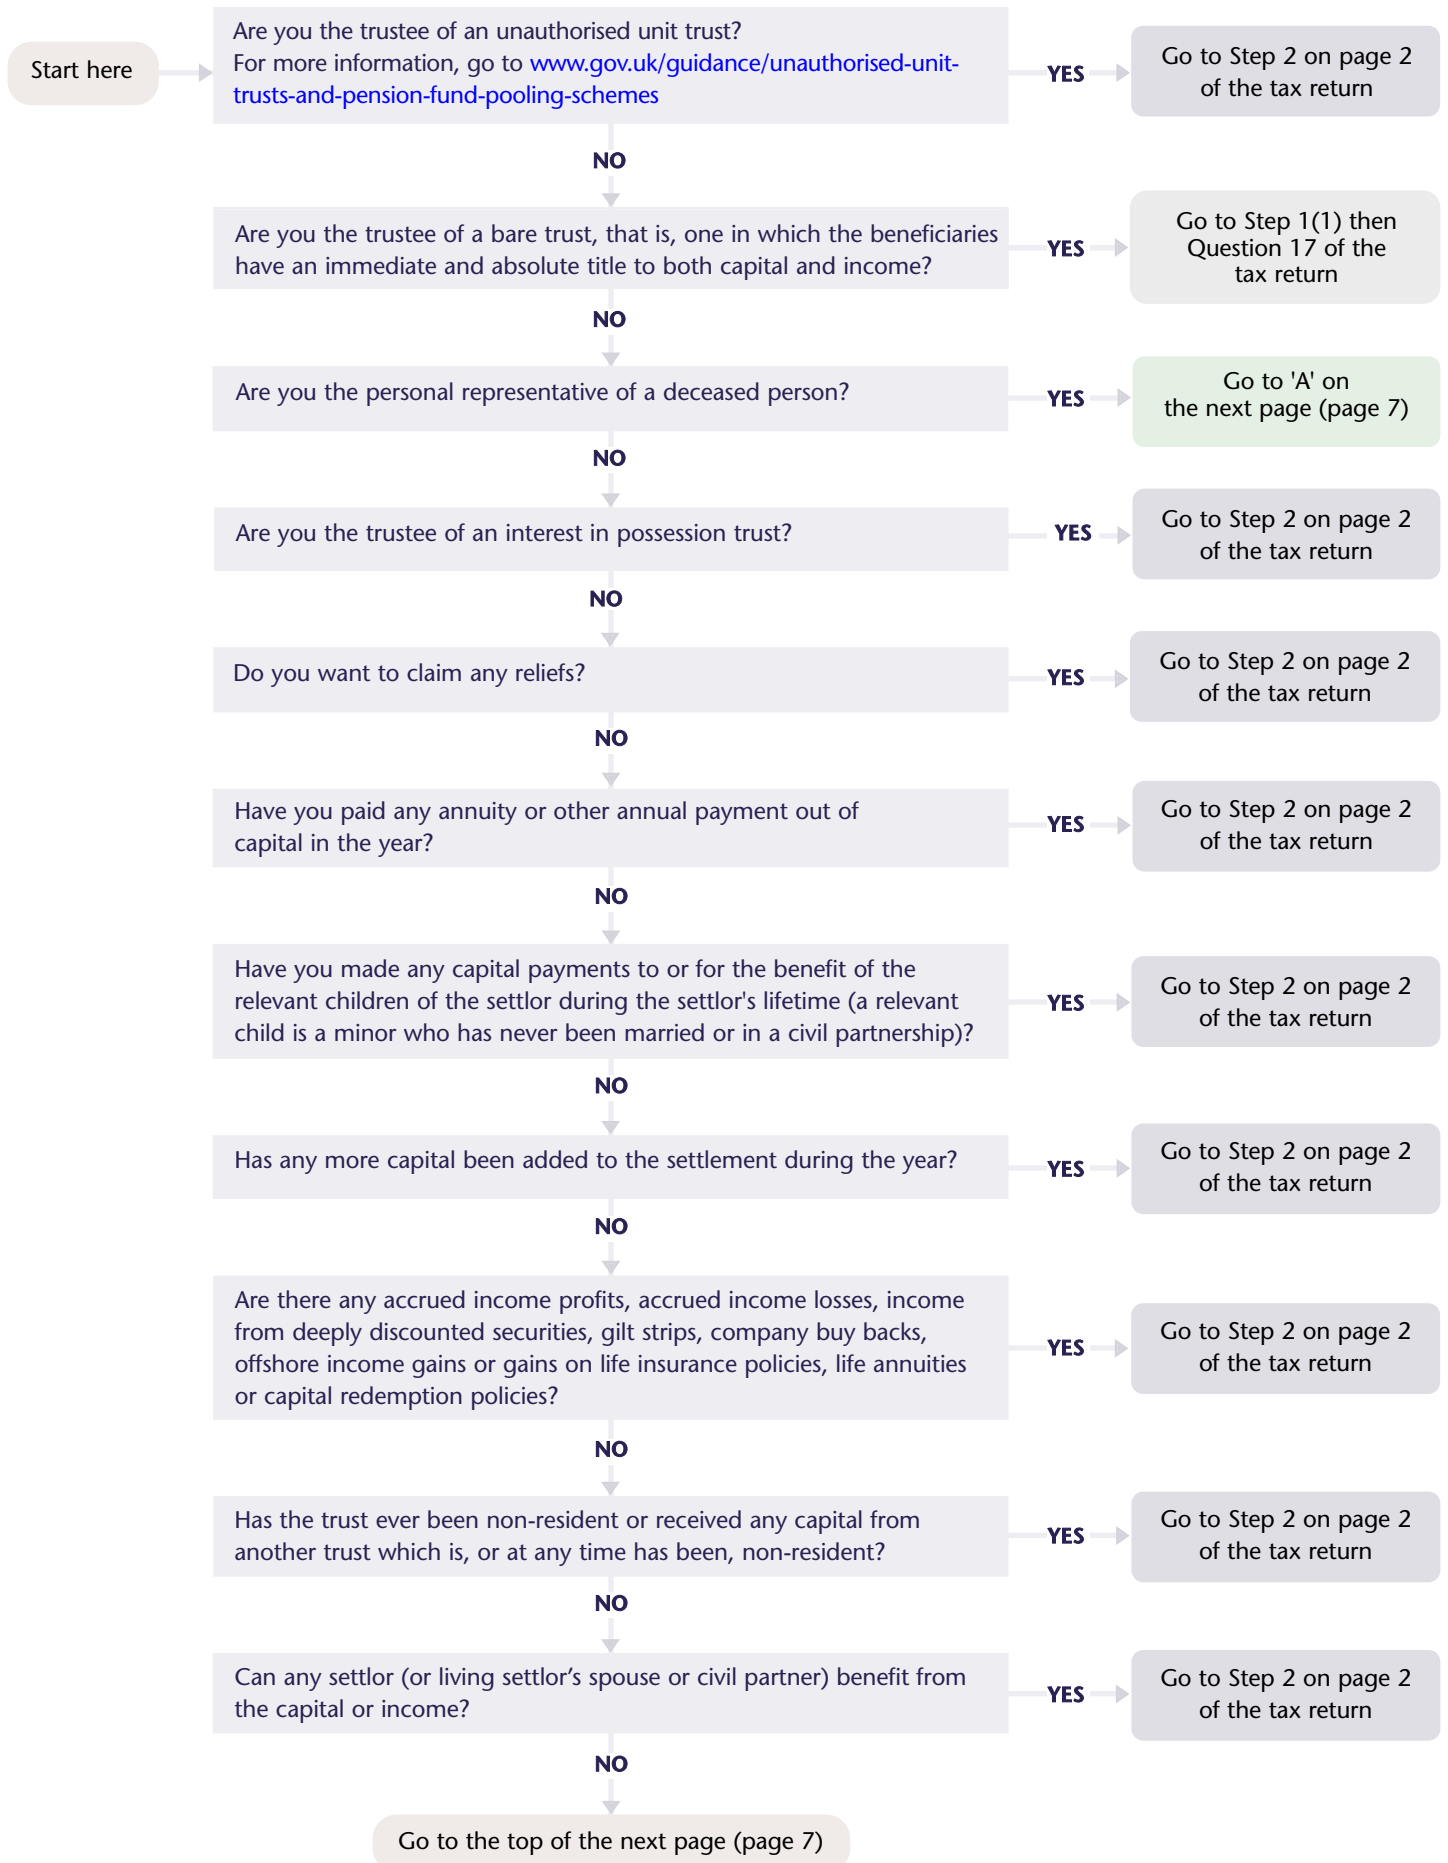 Start here
Are you the trustee of an unauthorised unit trust?
For more information, go to www.gov.uk/guidance/unauthorised-unit-
trusts-and-pension-fund-pooling-schemes
YES
Go to Step 2 on page 2
of the tax return
NO
Are you the trustee of a bare trust, that is, one in which the beneficiaries
have an immediate and absolute title to both capital and income?
YES
Go to Step 1(1) then
Question 17 of the
tax return
NO
Are you the personal representative of a deceased person?
YES
Go to 'A' on
the next page (page 7)
NO
Are you the trustee of an interest in possession trust?
YES
Go to Step 2 on page 2
of the tax return
NO
Do you want to claim any reliefs?
YES
Go to Step 2 on page 2
of the tax return
NO
Have you paid any annuity or other annual payment out of
capital in the year?
YES
Go to Step 2 on page 2
of the tax return
NO
Have you made any capital payments to or for the benefit of the
relevant children of the settlor during the settlor's lifetime (a relevant
child is a minor who has never been married or in a civil partnership)?
YES
Go to Step 2 on page 2
of the tax return
NO
Has any more capital been added to the settlement during the year?
YES
Go to Step 2 on page 2
of the tax return
NO
Are there any accrued income profits, accrued income losses, income
from deeply discounted securities, gilt strips, company buy backs,
offshore income gains or gains on life insurance policies, life annuities
or capital redemption policies?
YES
Go to Step 2 on page 2
of the tax return
NO
Has the trust ever been non-resident or received any capital from
another trust which is, or at any time has been, non-resident?
YES
Go to Step 2 on page 2
of the tax return
NO
Can any settlor (or living settlor’s spouse or civil partner) benefit from
the capital or income?
YES
Go to Step 2 on page 2
of the tax return
NO
Go to the top of the next page (page 7)